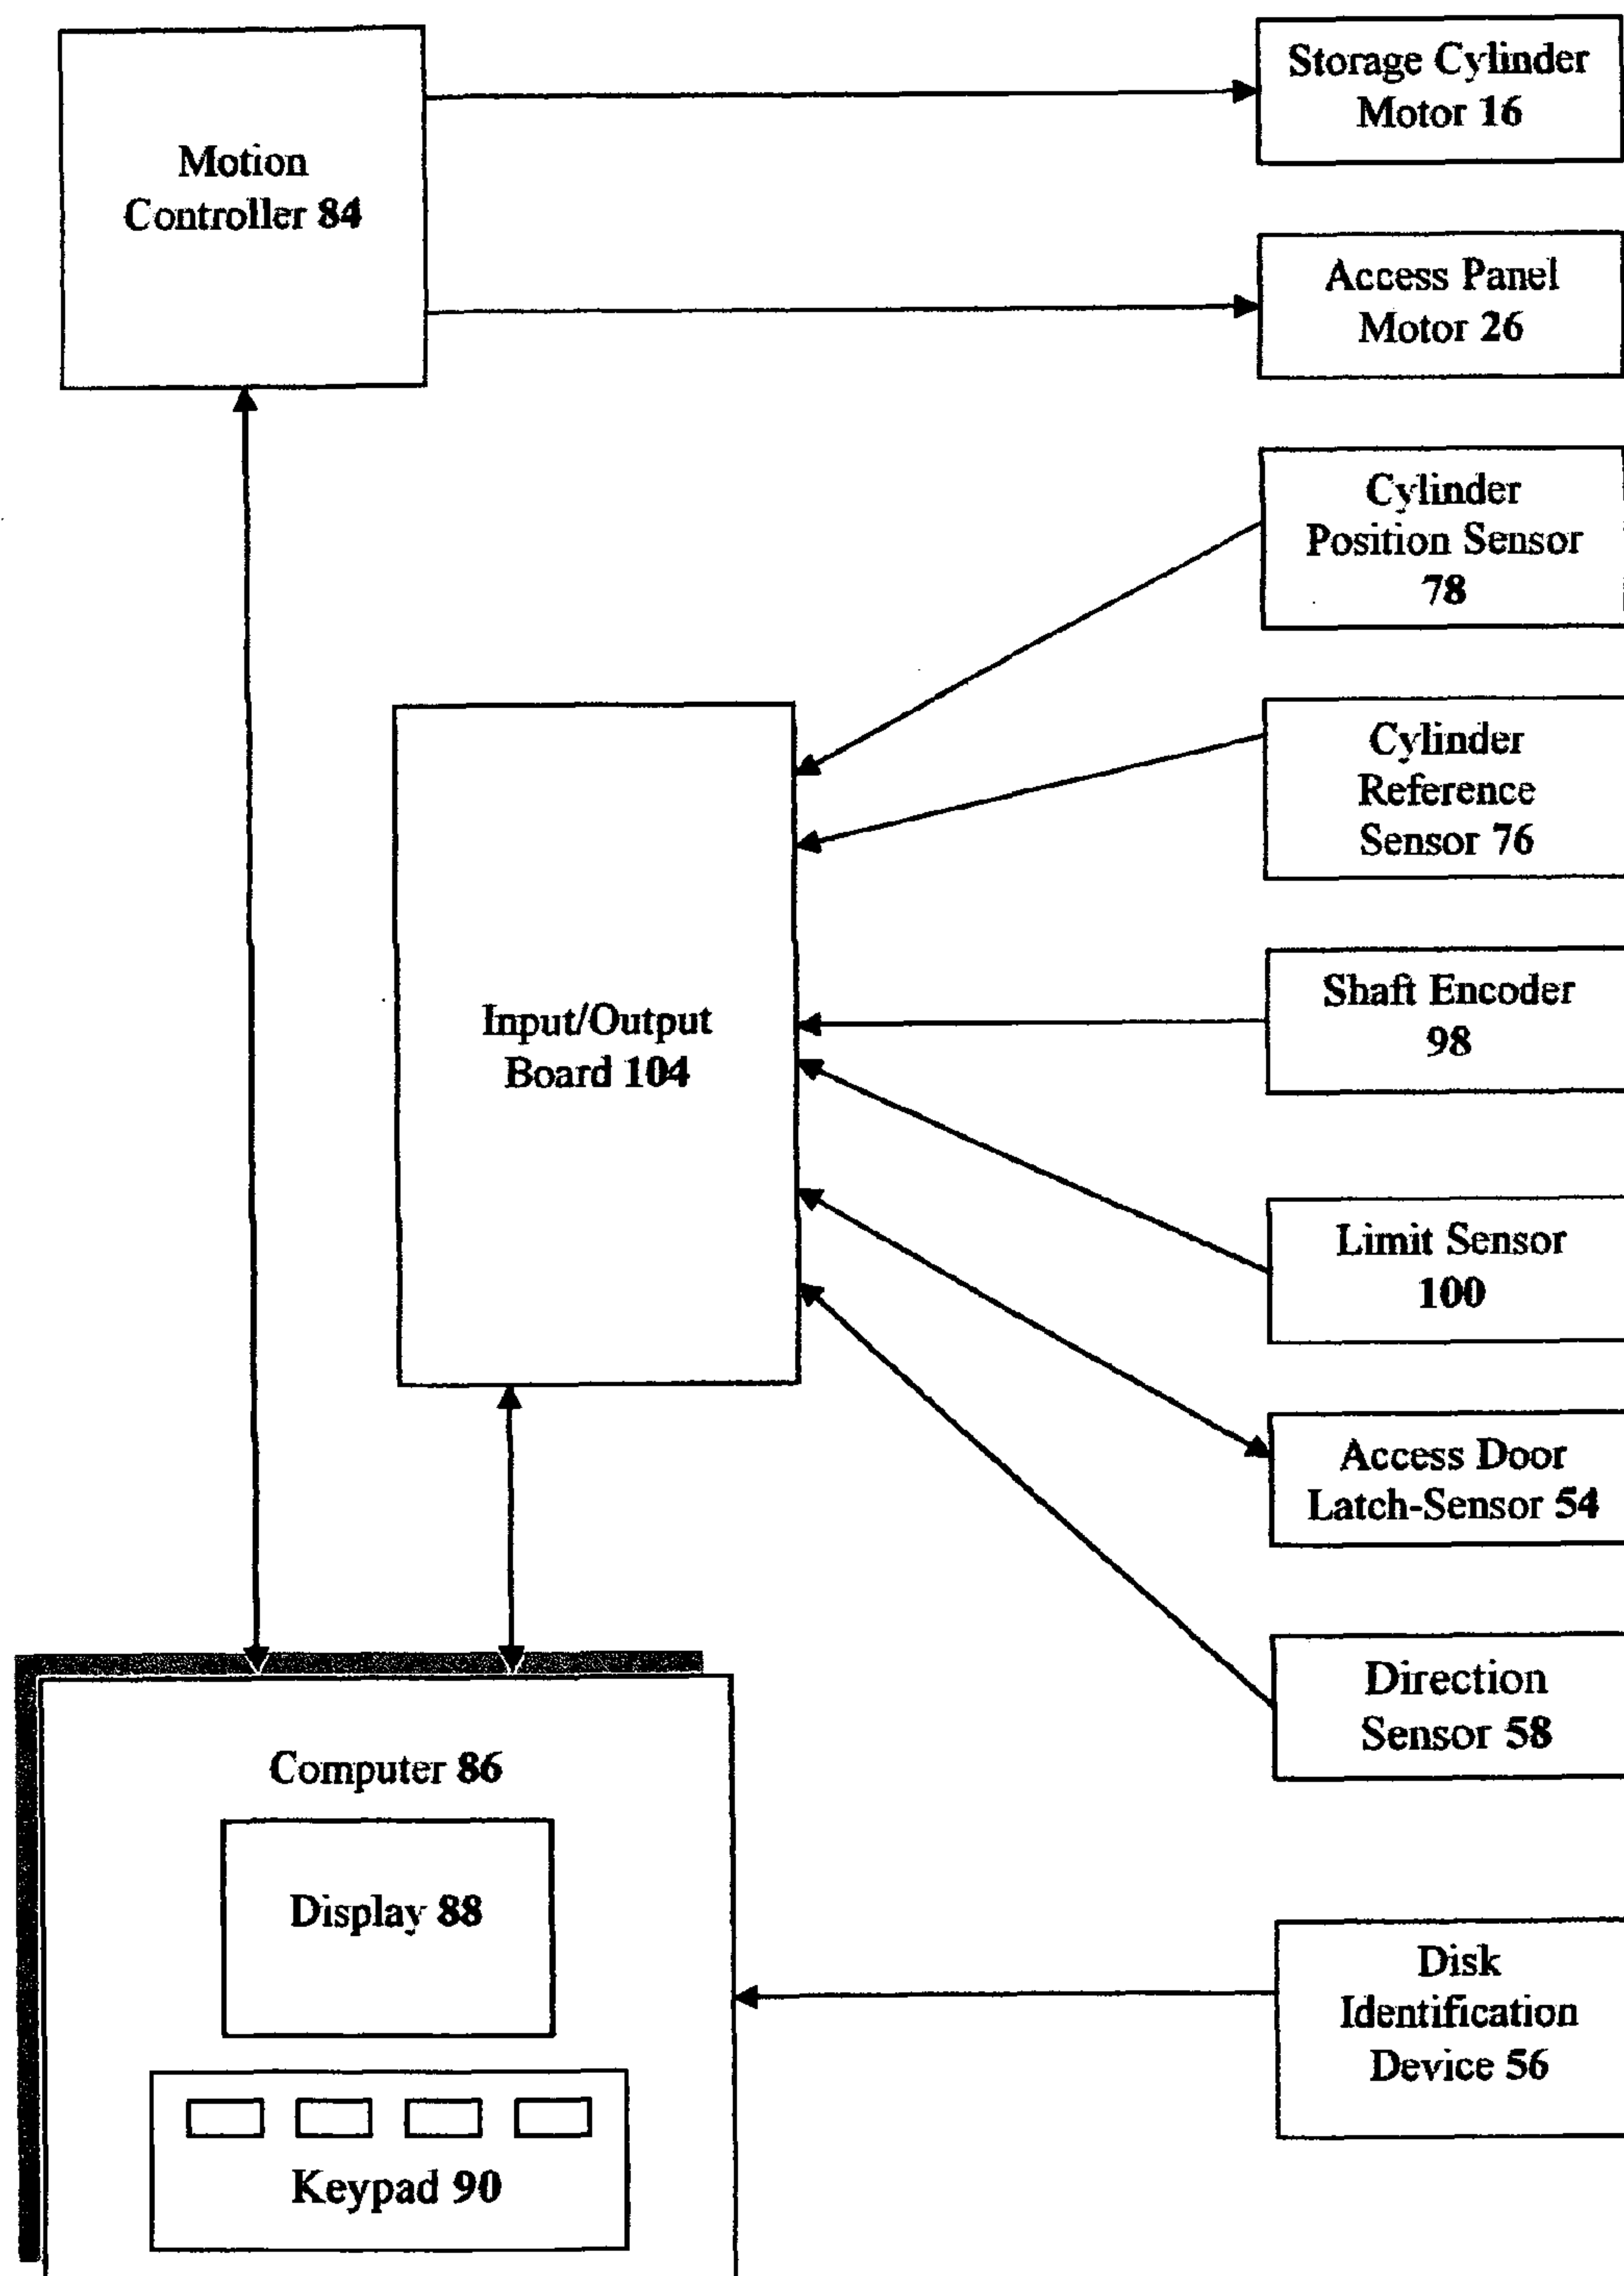 Storage Cylinder
Motor 16
Motion
Controller 84
Access Panel
Motor 26
Cylinder
Position Sensor
78
Cylinder
Reference
Sensor 76
Shaft Encoder
98
Input/Output
Board 104
Limit Sensor
100
Access Door
Latch-Sensor 54
Direction
Sensor 58
Computer 86
Display 88
Disk
Identification
Device 56
Keypad 90